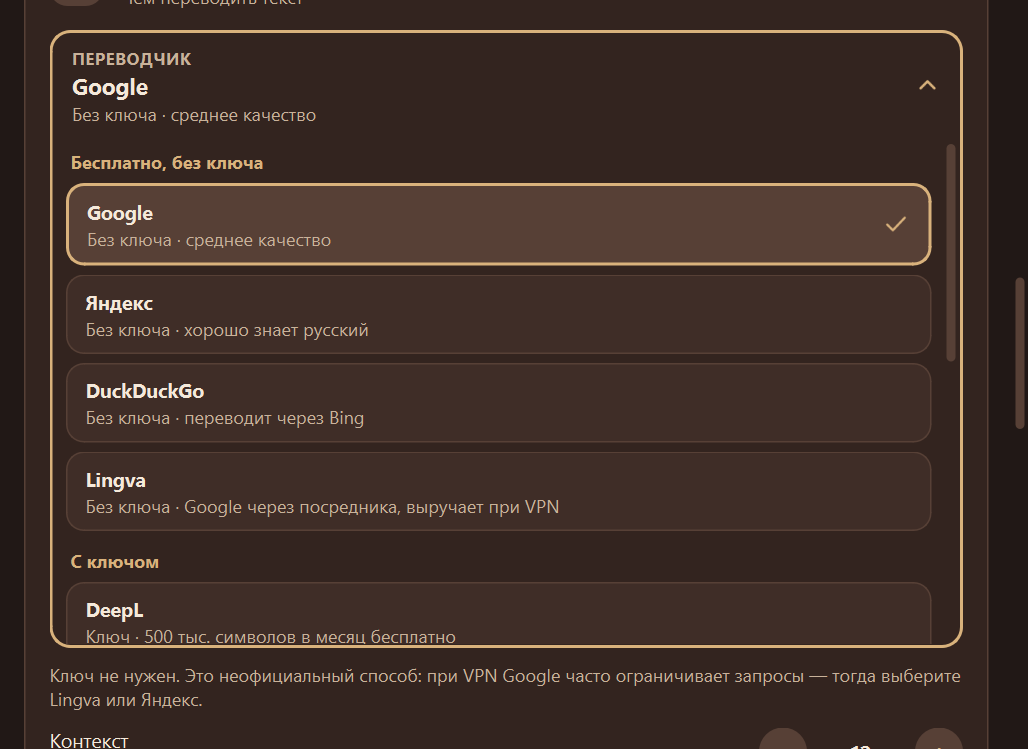 Чем переводить текст
ПЕРЕВОДЧИК
Google
Без ключа · среднее качество
Бесплатно, без ключа
Google
Без ключа · среднее качество
Яндекс
Без ключа · хорошо знает русский
DuckDuckGo
Без ключа · переводит через Bing
Lingva
Без ключа · Google через посредника, выручает при VPN
С ключом
DeepL
Ключ · 500 тыс. символов в месяц бесплатно
Ключ не нужен. Это неофициальный способ: при VPN Google часто ограничивает запросы — тогда выберите
Lingva или Яндекс.
Контекст